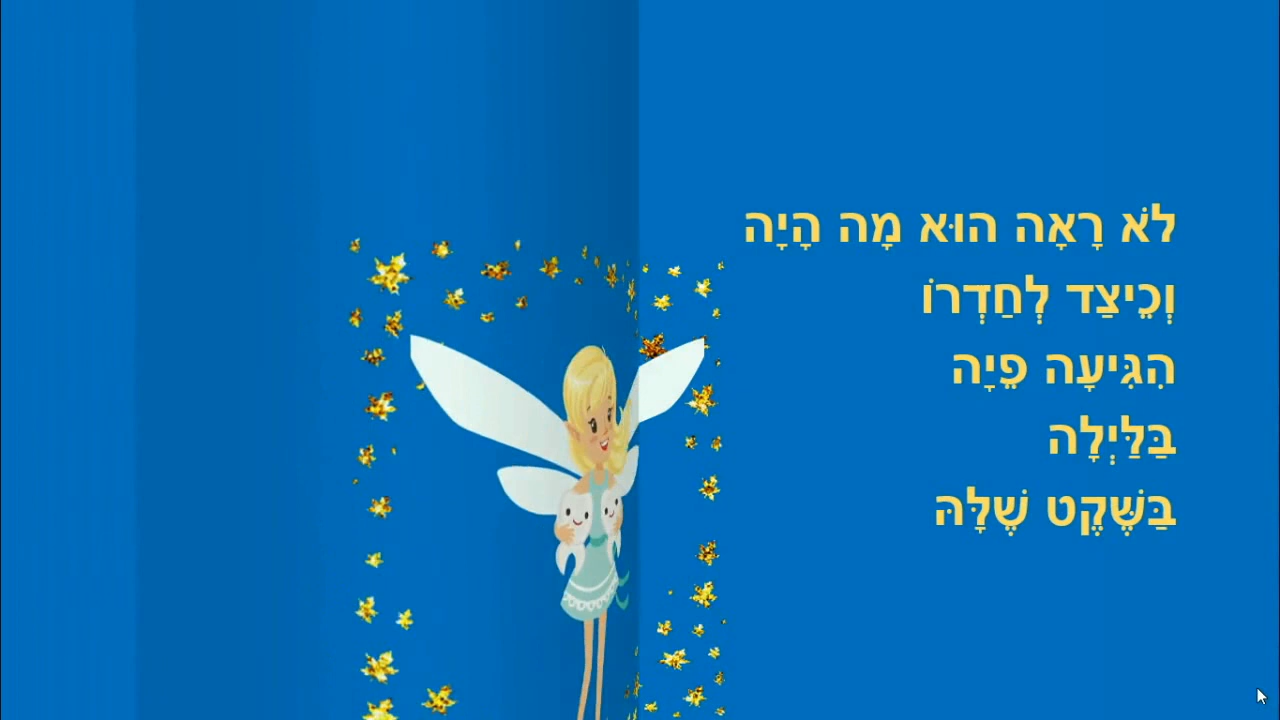 לֹא רָאָה הוּא מָה הָיָה
וְכֵיצַד לְחַדְרוֹ
הִגִּיעָה פֵיָה
בַּלַּיְלָה
בַּשֶּׁקֶט שֶׁלָּהּ